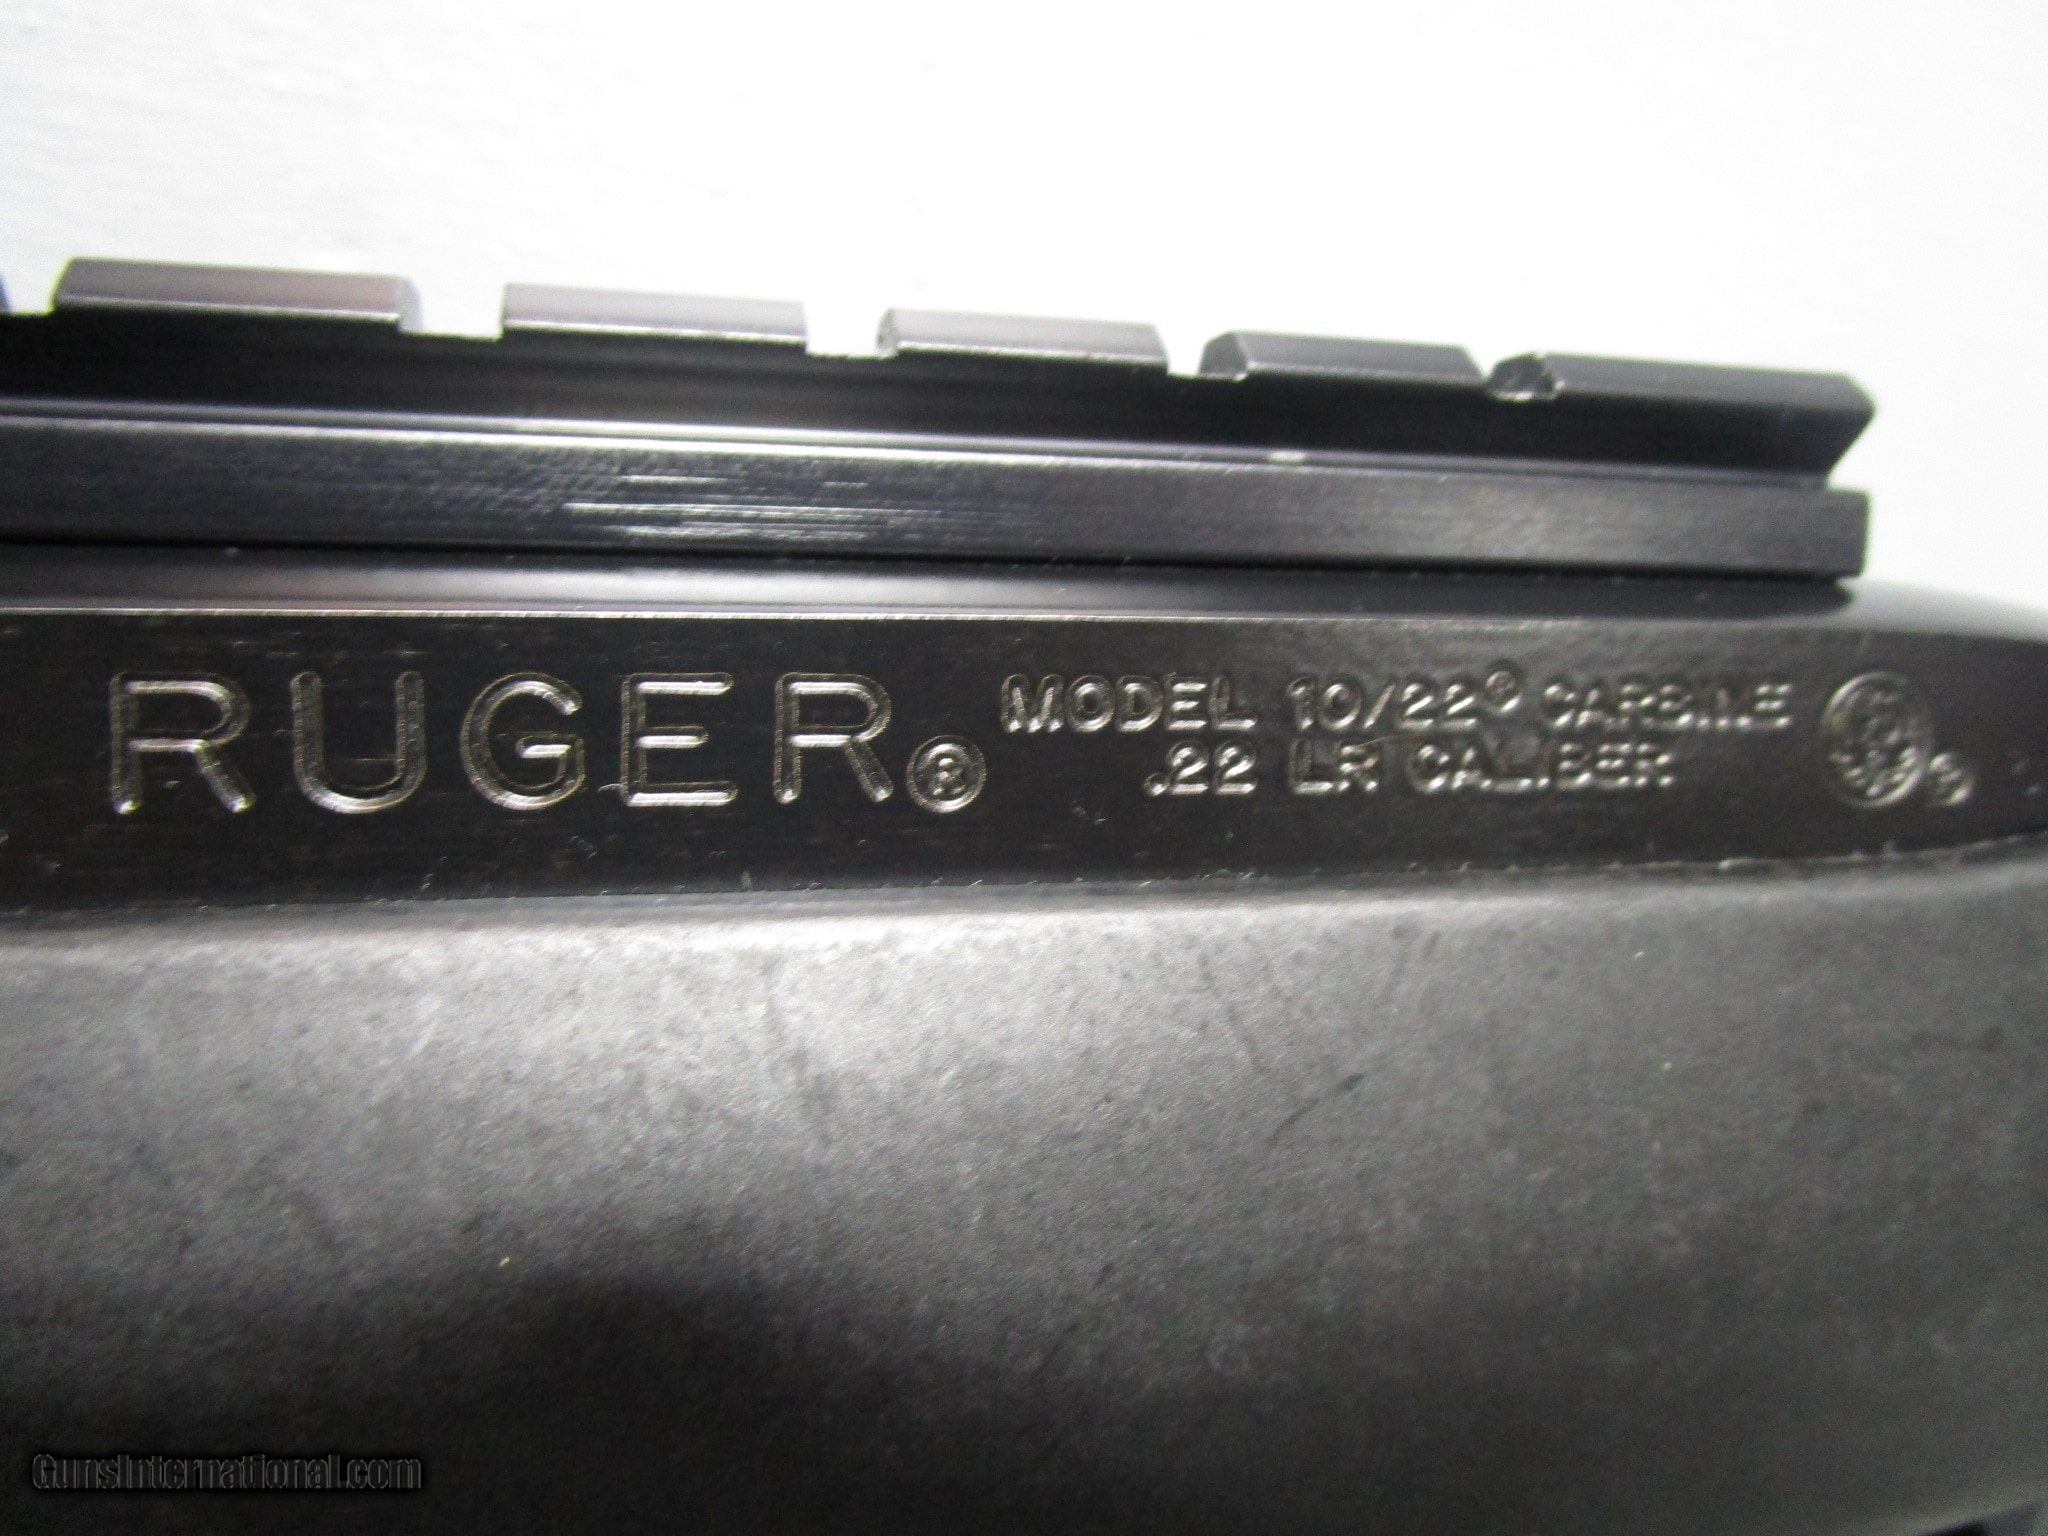 RUGER®
MODEL 10/22® CARBINE
.22 LR CALIBER
®
GunsInternational.com